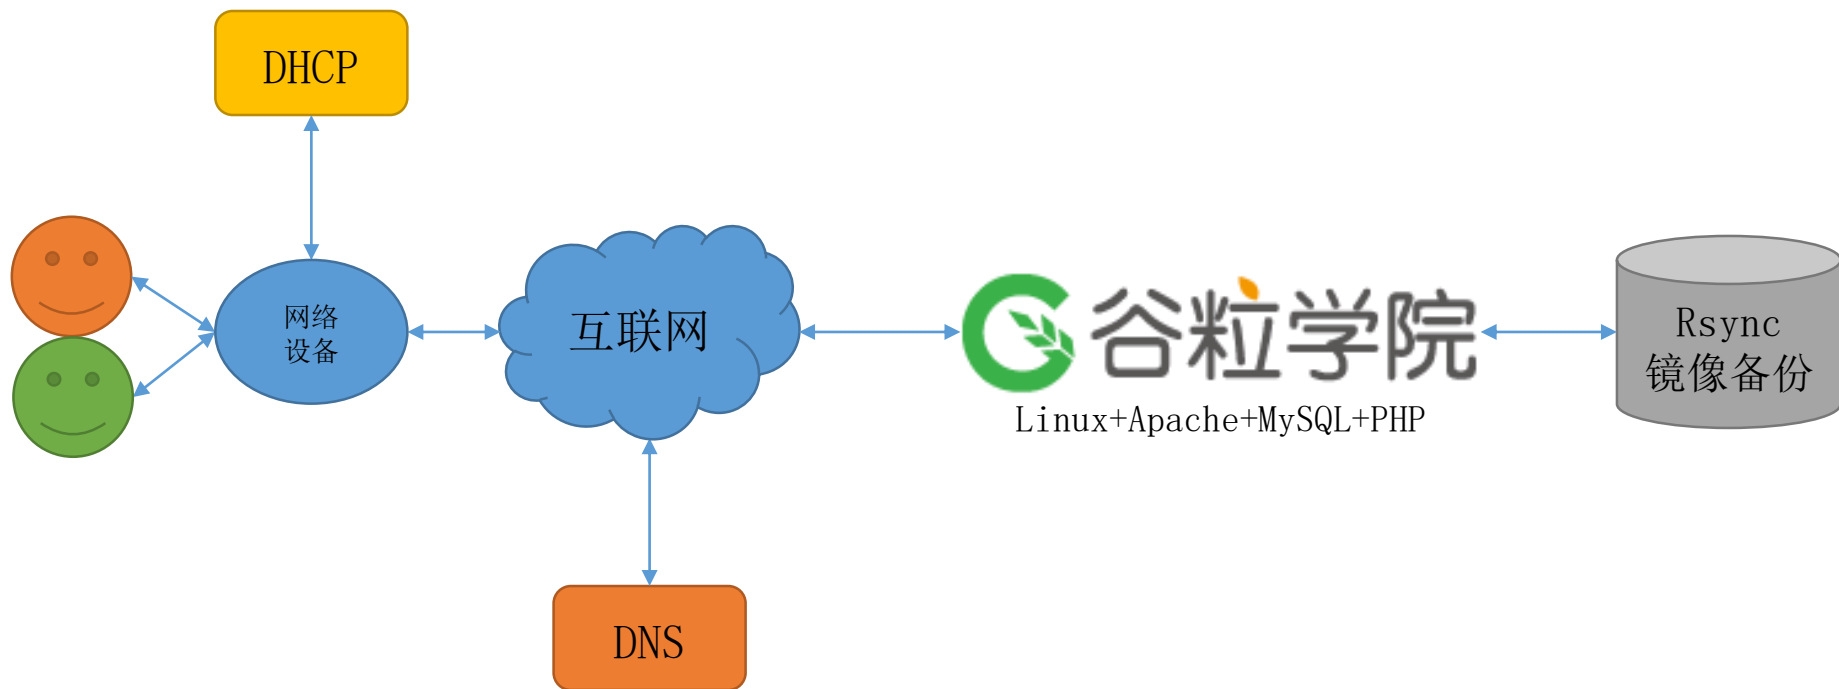 DHCP
网络
设备
互联网
谷粒学院
Linux+Apache+MySQL+PHP
Rsync
镜像备份
DNS